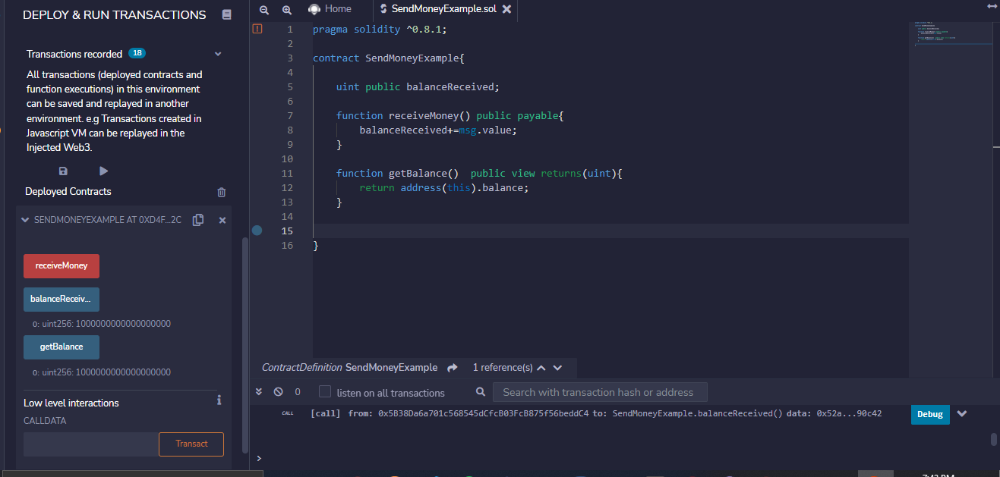 DEPLOY & RUN TRANSACTIONS
Transactions recorded 18
All transactions (deployed contracts and
function executions) in this environment
can be saved and replayed in another
environment. e.g Transactions created in
Javascript VM can be replayed in the
Injected Web3.
Deployed Contracts
SENDMONEYEXAMPLE AT 0XD4F...2C
receiveMoney
balanceReceiv...
0: uint256: 1000000000000000000
getBalance
0: uint256: 1000000000000000000
Low level interactions
i
CALLDATA
Transact
Home
SendMoneyExample.sol
1 pragma solidity ^0.8.1;
2
3 contract SendMoneyExample{
4
5 uint public balanceReceived;
6
7 function receiveMoney() public payable{
8 balanceReceived+=msg.value;
9 }
10
11 function getBalance()  public view returns(uint){
12 return address(this).balance;
13 }
14
15
16 }
ContractDefinition SendMoneyExample 1 reference(s)
0 listen on all transactions Search with transaction hash or address
CALL [call] from: 0x5B38Da6a701c568545dCfcB03FcB875f56beddC4 to: SendMoneyExample.balanceReceived() data: 0x52a...90c42 Debug
>